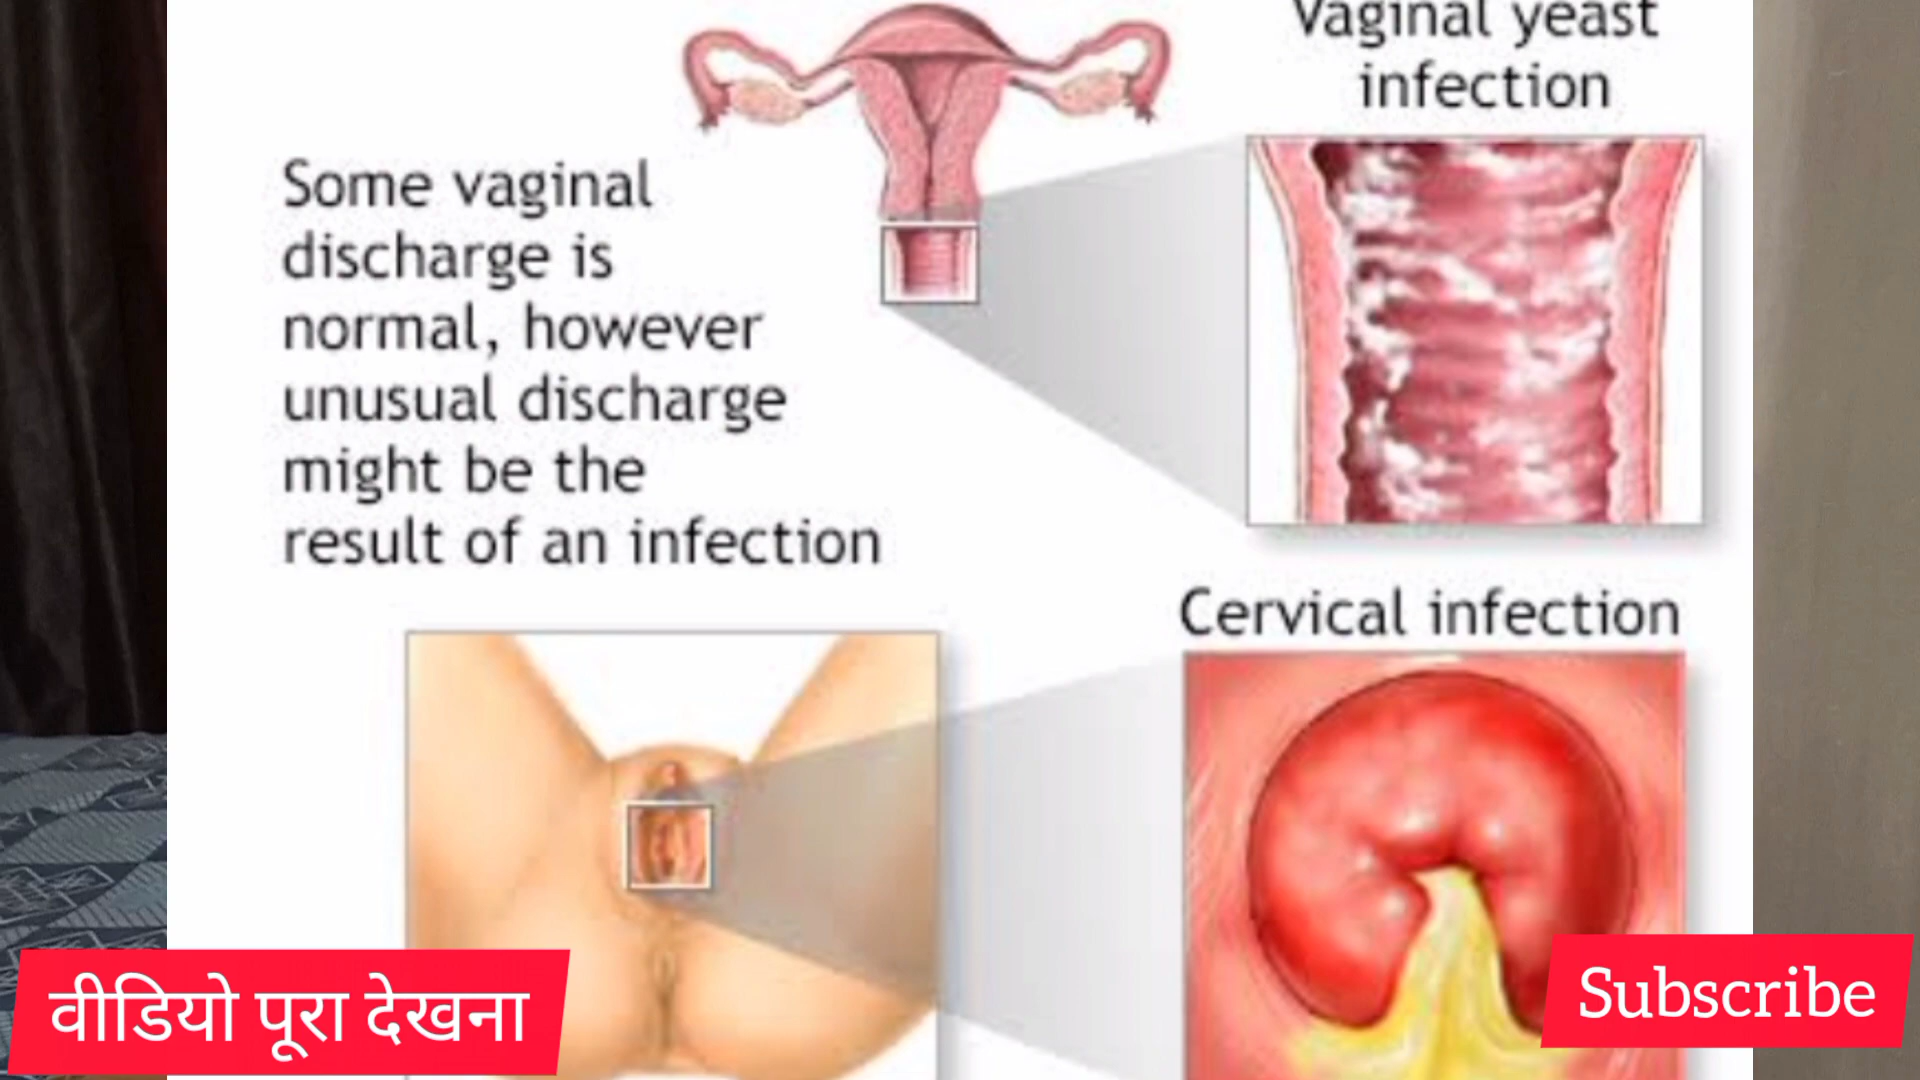 Vaginal yeast
infection
Some vaginal
discharge is
normal, however
unusual discharge
might be the
result of an infection
Cervical infection
वीडियो पूरा देखना
Subscribe